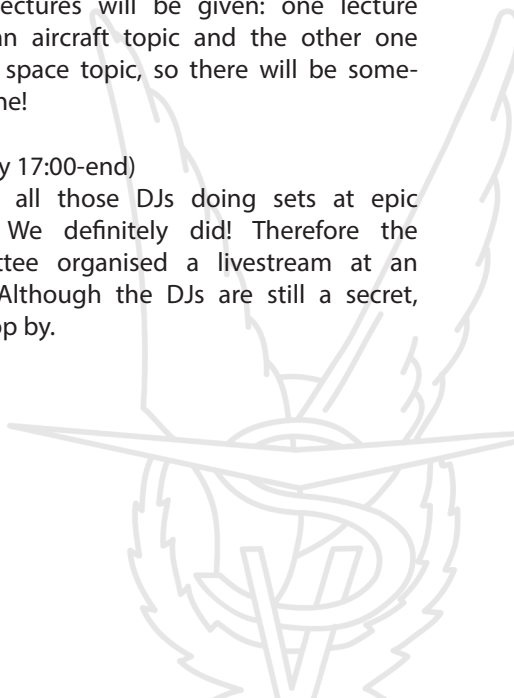 ectures will be given: one lecture
an aircraft topic and the other one
space topic, so there will be some-
ne!
y 17:00-end)
all those DJs doing sets at epic
We definitely did! Therefore the
ttee organised a livestream at an
Although the DJs are still a secret,
op by.